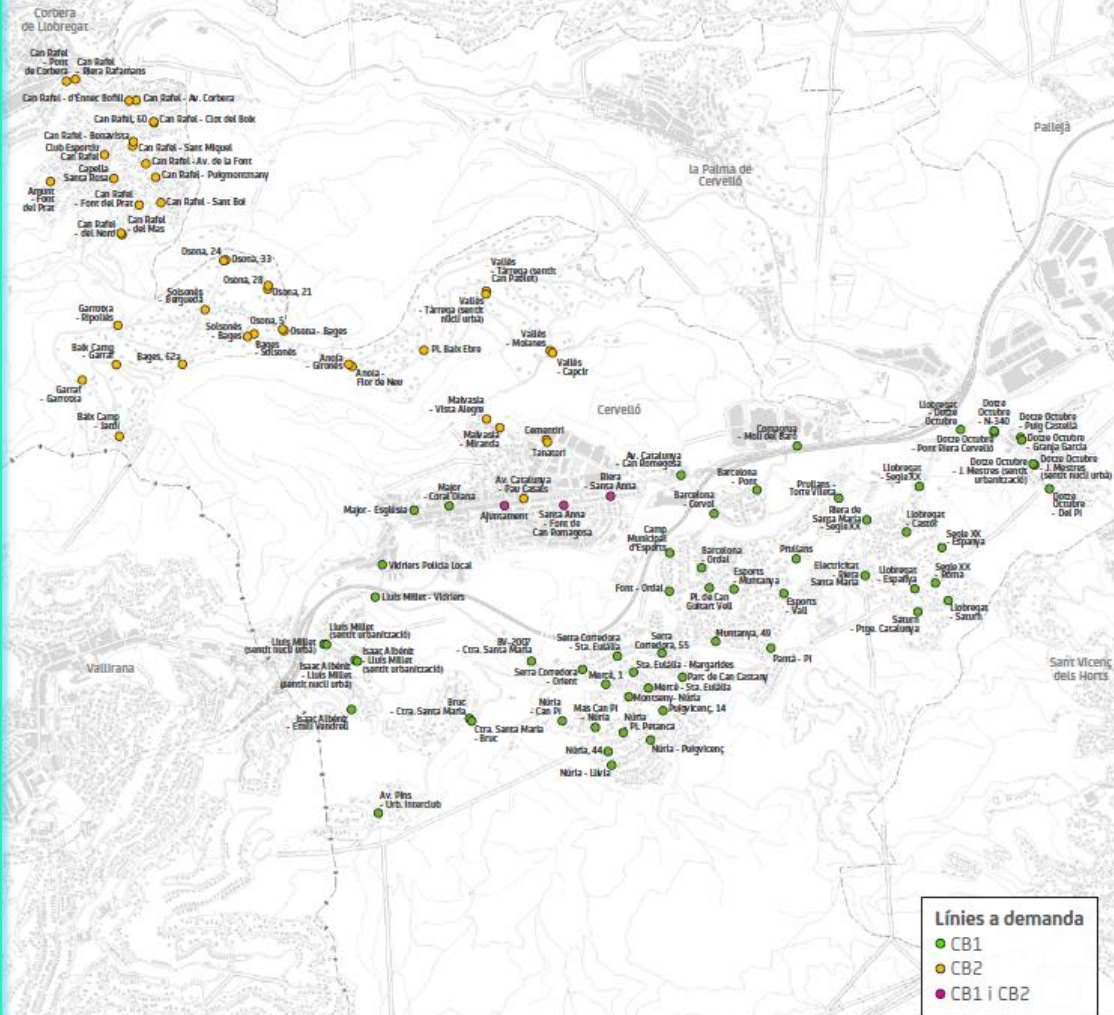 Corbera
de Llobregat
Can Rafel
- Pont
de Corbera
Can Rafel
- Riera Rafamans
Can Rafel - d'Ennec Bofill
Can Rafel - Av. Corbera
Can Rafel, 60
Can Rafel - Clot del Boix
Can Rafel - Bonavista
Can Rafel - Sant Miquel
Club Esportiu
Can Rafel
Can Rafel - Av. de la Font
Capella
Santa Rosa
Can Rafel - Puigmontmany
Amunt
- Font
del Prat
Can Rafel
- Font del Prat
Can Rafel - Sant Boi
Can Rafel
- del Nord
Can Rafel
- del Mas
Pallejà
la Palma de
Cervelló
Osona, 24
Osona, 33
Osona, 28
Osona, 21
Solsonès
- Berguedà
Vallès
- Tàrrega (sentit
Can Paulet)
Vallès
- Tàrrega (sentit
nucli urbà)
Garrotxa
- Ripollès
Solsonès
- Bages
Osona, 5
Osona - Bages
Bages
- Solsonès
Baix Camp
- Garraf
Bages, 62a
Anoia
- Gironès
Anoia -
Flor de Neu
Pl. Baix Ebre
Vallès
- Moianès
Vallès
- Capcir
Garraf
- Garrotxa
Baix Camp
- Jardí
Malvasia
- Vista Alegre
Malvasia
- Miranda
Cementiri
Tanatori
Cervelló
Comagrua
- Molí del Baró
Llobregat
- Dotze
Octubre
Dotze
Octubre
- N-340
Dotze Octubre
- Puig Castellà
Dotze Octubre
- Pont Riera Cervelló
Dotze Octubre
- Granja Garcia
Dotze Octubre
- J. Mestres (sentit
urbanització)
Dotze Octubre
- J. Mestres
(sentit nucli urbà)
Dotze
Octubre
- Del Pi
Av. Catalunya
- Can Romegosa
Riera
- Santa Anna
Av. Catalunya
- Pau Casals
Major
- Coral Diana
Major - Església
Ajuntament
Santa Anna
- Font de
Can Romagosa
Barcelona
- Pont
Barcelona
- Cervol
Prullans -
Torre Vileta
Llobregat
- Segle XX
Riera de
Santa Maria
- Segle XX
Llobregat
- Castor
Segle XX
- Espanya
Camp
Municipal
d'Esports
Barcelona
- Ordal
Prullans
Vidriers Policia Local
Lluís Millet - Vidriers
Font - Ordal
Pl. de Can
Guitart Vell
Esports
- Muntanya
Esports
- Vall
Electricitat
- Riera
Santa Maria
Llobregat
- Espanya
Segle XX
- Roma
Llobregat
- Saturn
Saturn
- Ptge. Catalunya
Lluís Millet
(sentit urbanització)
Lluís Millet
(sentit nucli urbà)
Isaac Albéniz
- Lluís Millet
(sentit urbanització)
Isaac Albéniz
- Lluís Millet
(sentit nucli urbà)
Isaac Albéniz
- Emili Vendrell
Vallirana
BV-2007
- Ctra. Santa Maria
Serra Corredora
- Sta. Eulàlia
Serra
Corredora, 55
Muntanya, 49
Pantà - Pi
Serra Corredora
- Orient
Mercè, 1
Sta. Eulàlia - Margarides
Parc de Can Castany
Mercè - Sta. Eulàlia
Montseny- Núria
Puigvicenç, 14
Sant Vicenç
dels Horts
Bruc
- Ctra. Santa Maria
Ctra. Santa Maria
- Bruc
Núria
- Can Pi
Mas Can Pi
- Núria
Núria
Pl. Petanca
Núria - Puigvicenç
Núria, 44
Núria - Llívia
Av. Pins
- Urb. Interclub
Línies a demanda
CB1
CB2
CB1 i CB2